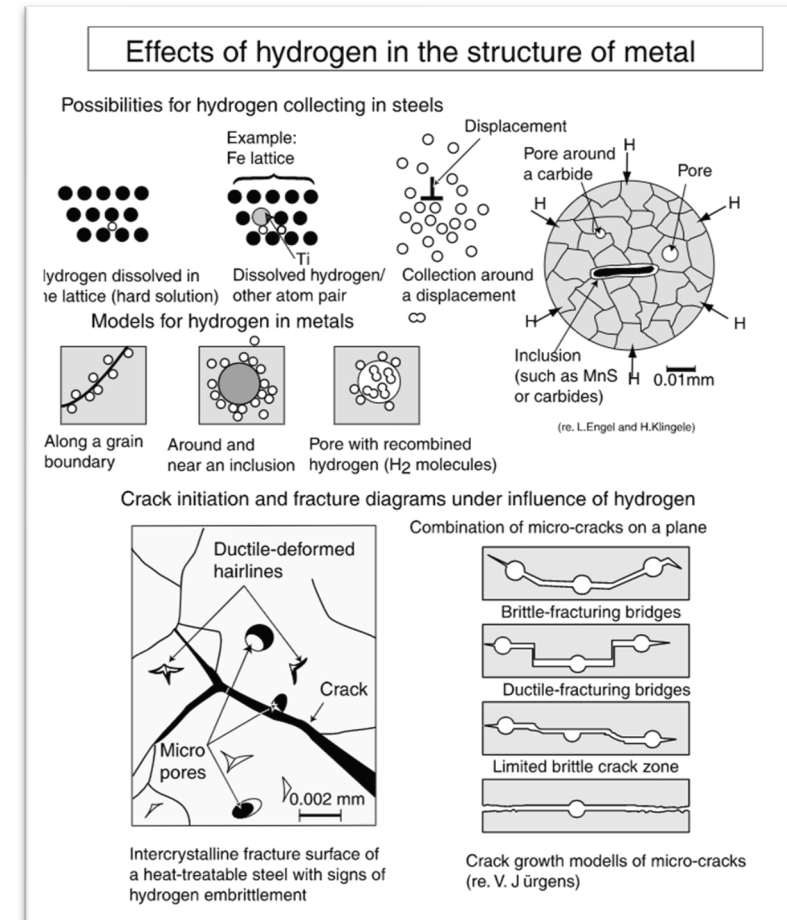 Effects of hydrogen in the structure of metal
Possibilities for hydrogen collecting in steels
Example:
Fe lattice
Displacement
Pore around
a carbide
H
Pore
H
H
Ti
lydrogen dissolved in
ne lattice (hard solution)
Dissolved hydrogen/
other atom pair
Collection around
a displacement
Models for hydrogen in metals
H
H
Inclusion
(such as MnS
or carbides)
H
0.01mm
(re. L.Engel and H.Klingele)
Along a grain
boundary
Around and
near an inclusion
Pore with recombined
hydrogen (H2 molecules)
Crack initiation and fracture diagrams under influence of hydrogen
Ductile-deformed
hairlines
Crack
Micro
pores
0.002 mm
Intercrystalline fracture surface of
a heat-treatable steel with signs of
hydrogen embrittlement
Combination of micro-cracks on a plane
Brittle-fracturing bridges
Ductile-fracturing bridges
Limited brittle crack zone
Crack growth modells of micro-cracks
(re. V. J ürgens)